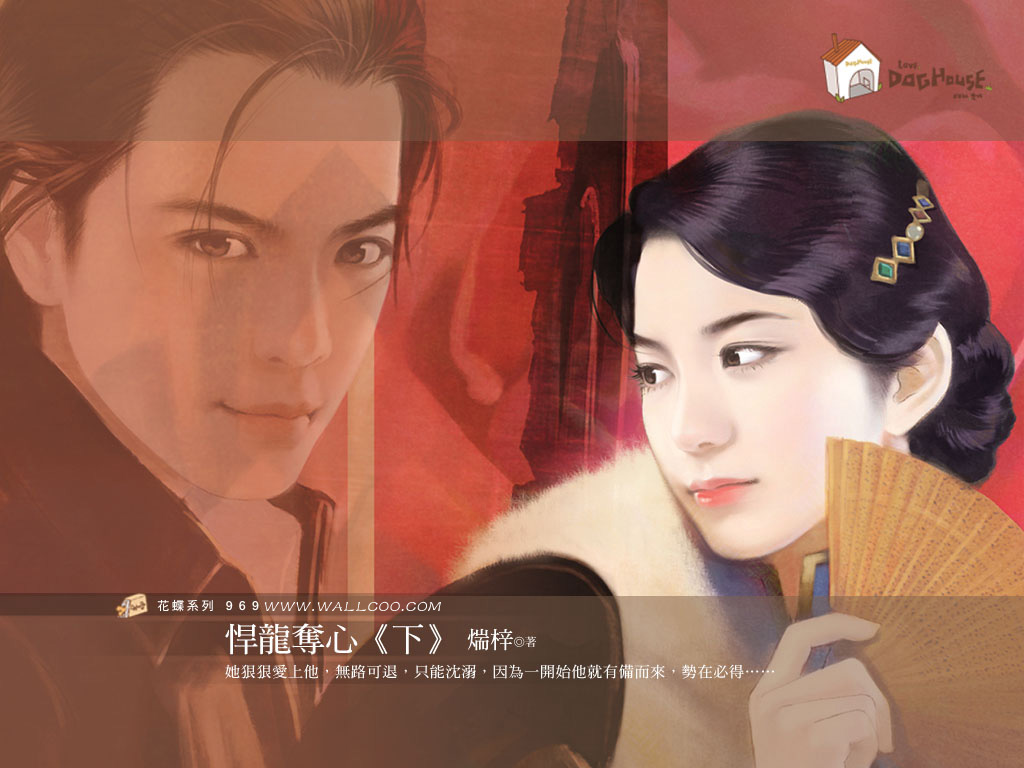 DogHouse
Love
DOGHOUSE
花蝶系列 969 WWW.WALLCOO.COM
悍龍奪心《下》 煓梓◎著
她狠狠愛上他，無路可退，只能沈溺，因為一開始他就有備而來，勢在必得……